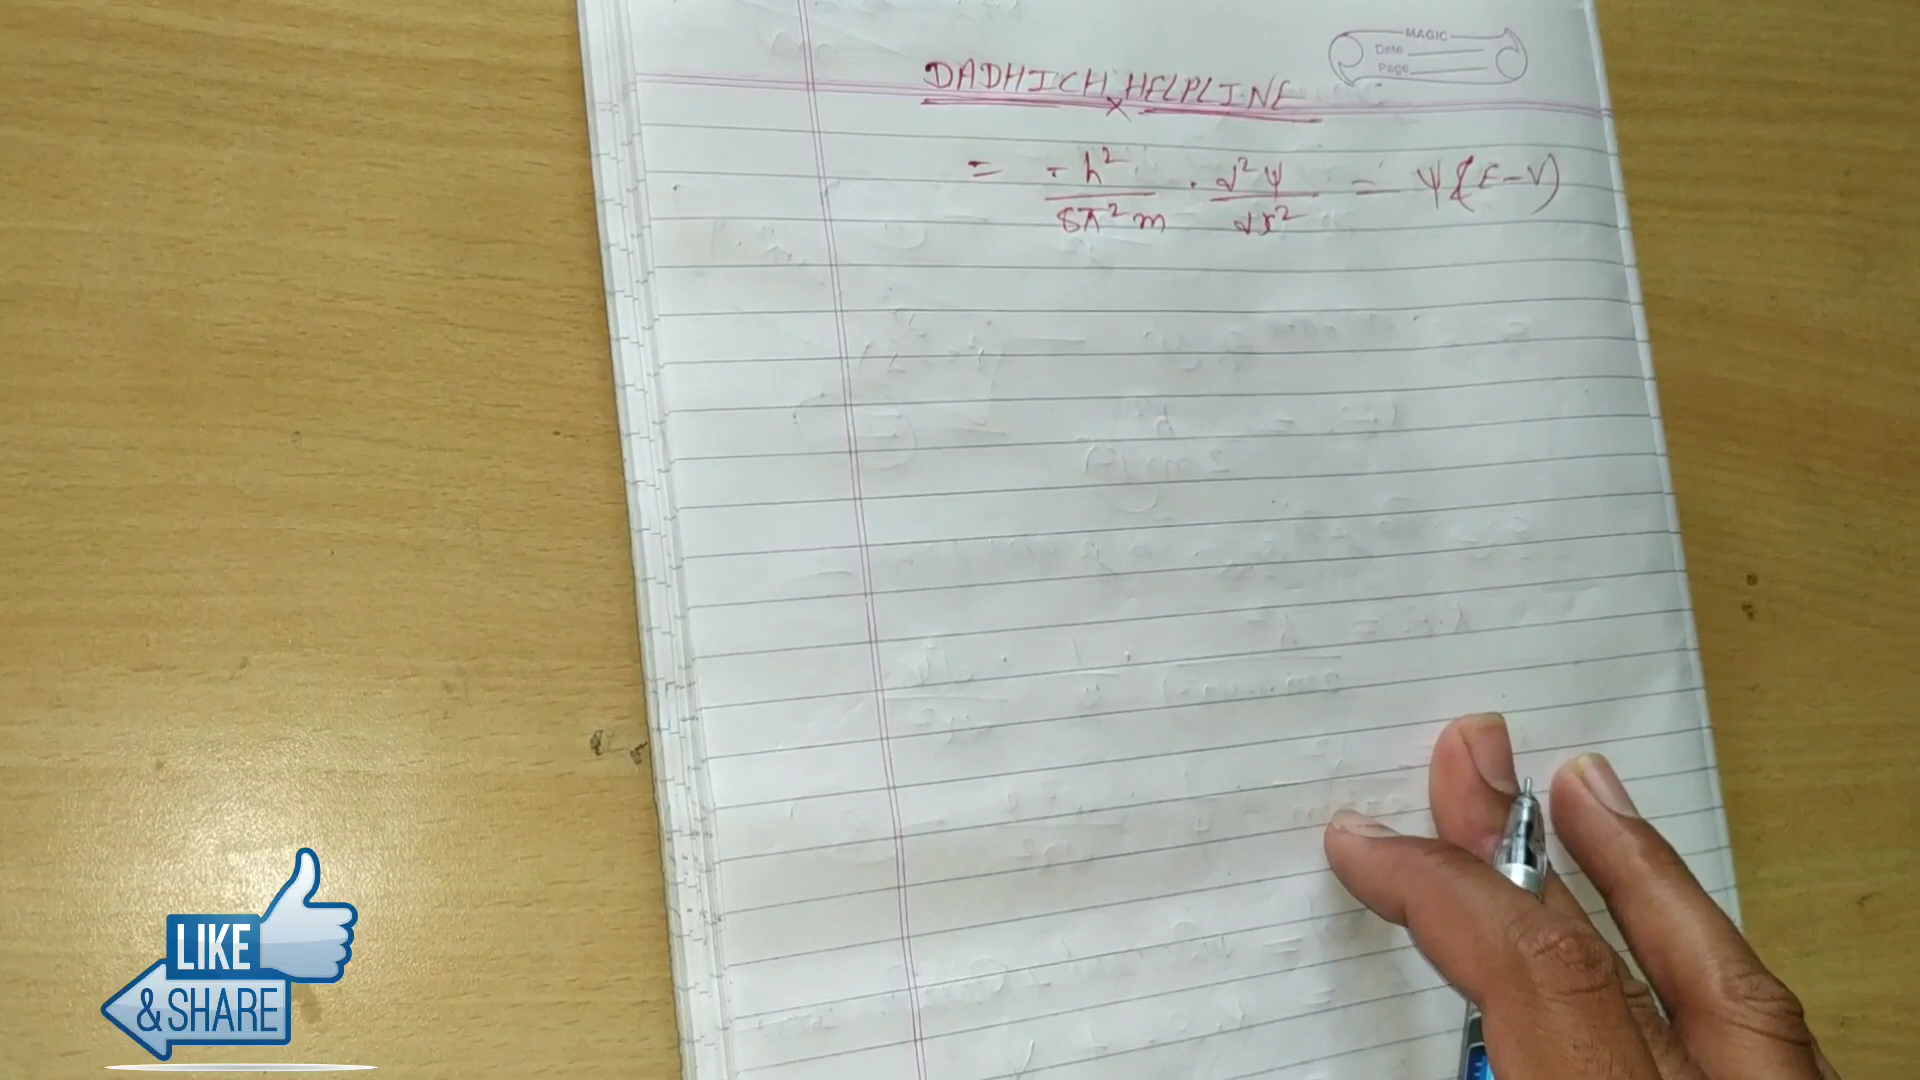 MAGIC
Date
Page
DADHICH HELPLINE
= -h² / 8π²m · d²ψ / dx² = ψ(E-V)
LIKE
&SHARE